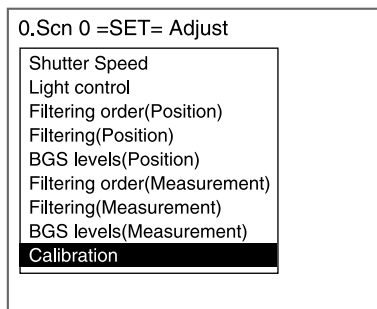 0.Scn 0 =SET= Adjust
Shutter Speed
Light control
Filtering order(Position)
Filtering(Position)
BGS levels(Position)
Filtering order(Measurement)
Filtering(Measurement)
BGS levels(Measurement)
Calibration